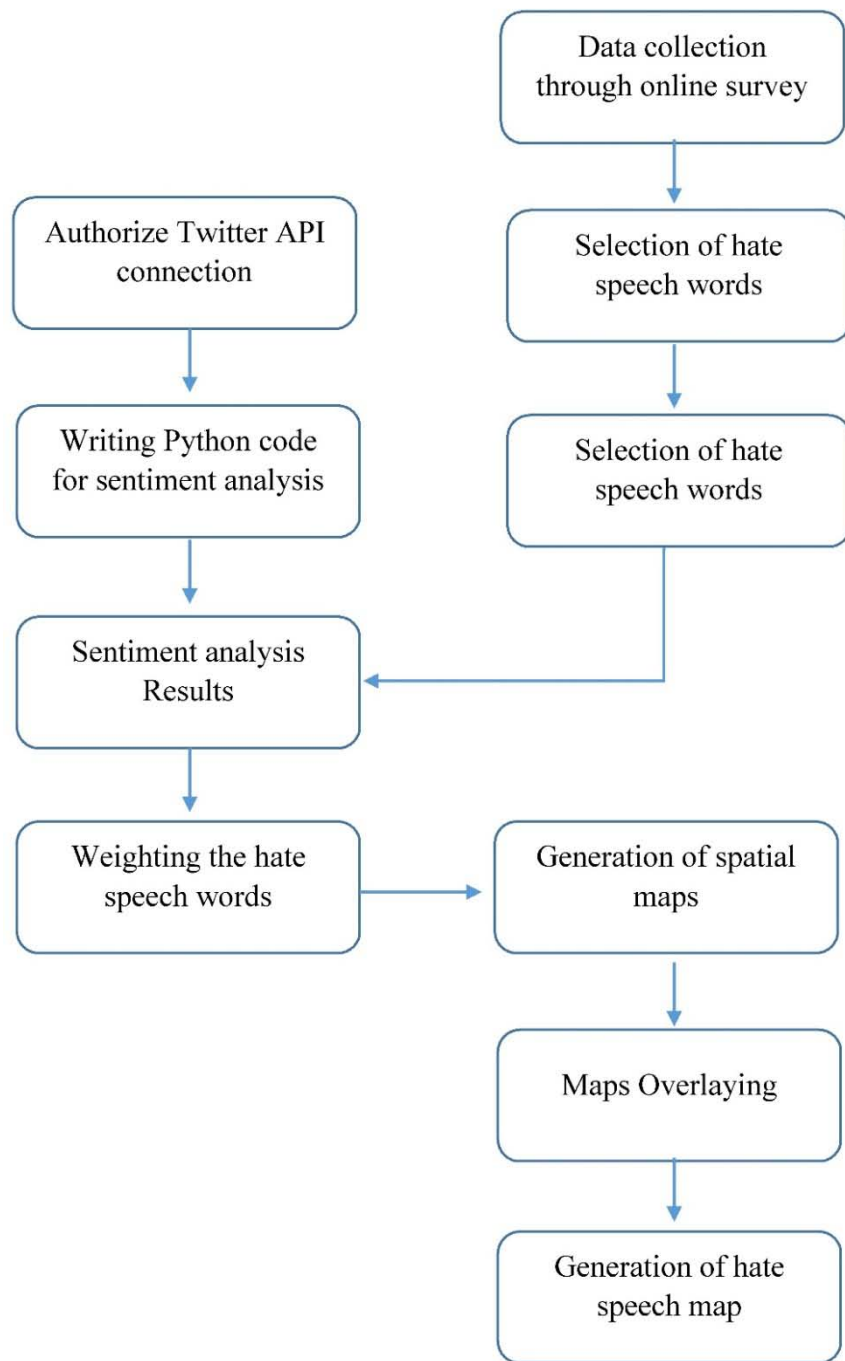 Data collection
through online survey
Authorize Twitter API
connection
Selection of hate
speech words
Writing Python code
for sentiment analysis
Selection of hate
speech words
Sentiment analysis
Results
Weighting the hate
speech words
Generation of spatial
maps
Maps Overlaying
Generation of hate
speech map